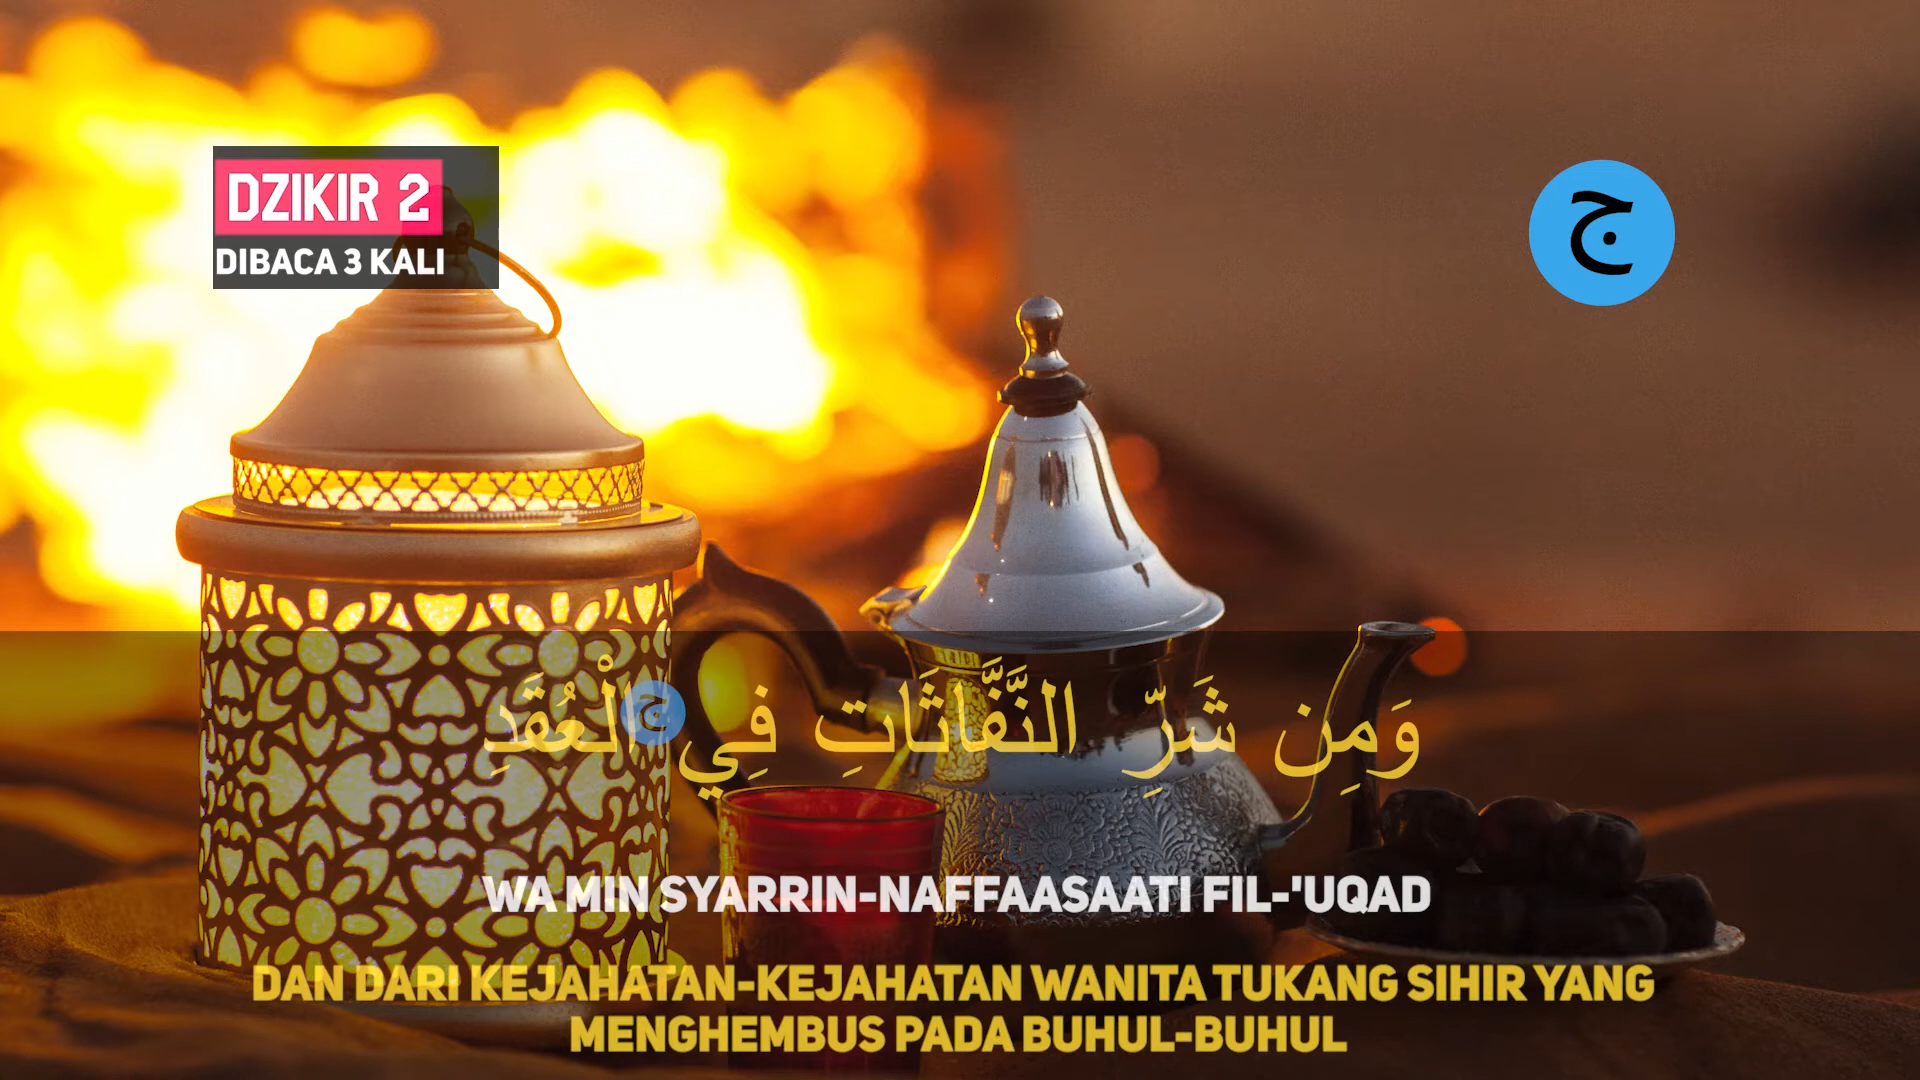 DZIKIR 2
DIBACA 3 KALI
ج
وَمِن شَرِّ النَّفَّاثَاتِ فِي الْعُقَدِ
ج
WA MIN SYARRIN-NAFFAASAATI FIL-'UQAD
DAN DARI KEJAHATAN-KEJAHATAN WANITA TUKANG SIHIR YANG
MENGHEMBUS PADA BUHUL-BUHUL